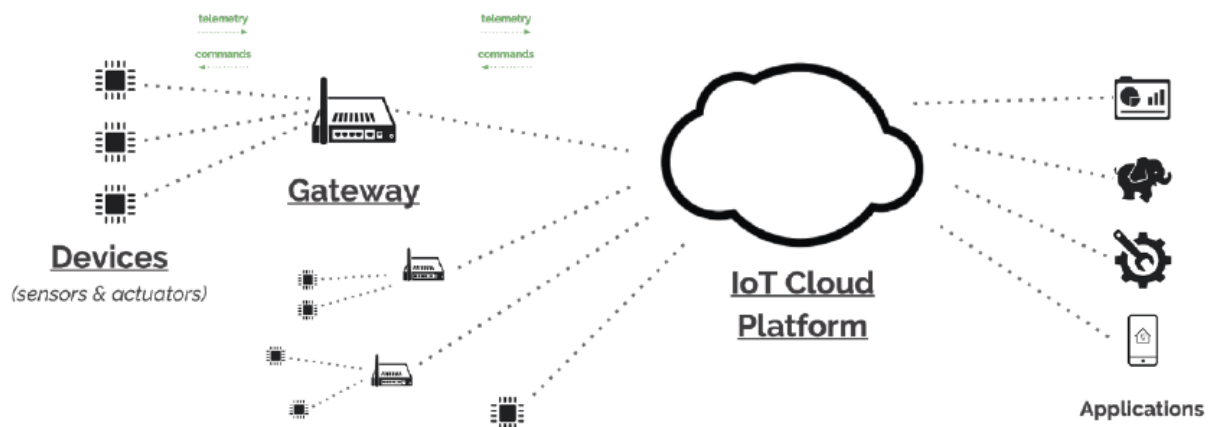 telemetry
telemetry
commands
commands
Gateway
Devices
(sensors & actuators)
IoT Cloud
Platform
Applications